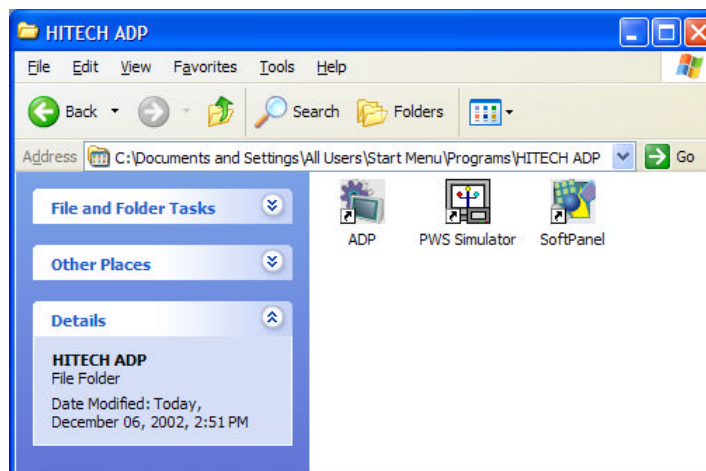 HITECH ADP
File Edit View Favorites Tools Help
Back Search Folders
Address C:\Documents and Settings\All Users\Start Menu\Programs\HITECH ADP Go
File and Folder Tasks
Other Places
Details
HITECH ADP
File Folder
Date Modified: Today,
December 06, 2002, 2:51 PM
ADP PWS Simulator SoftPanel